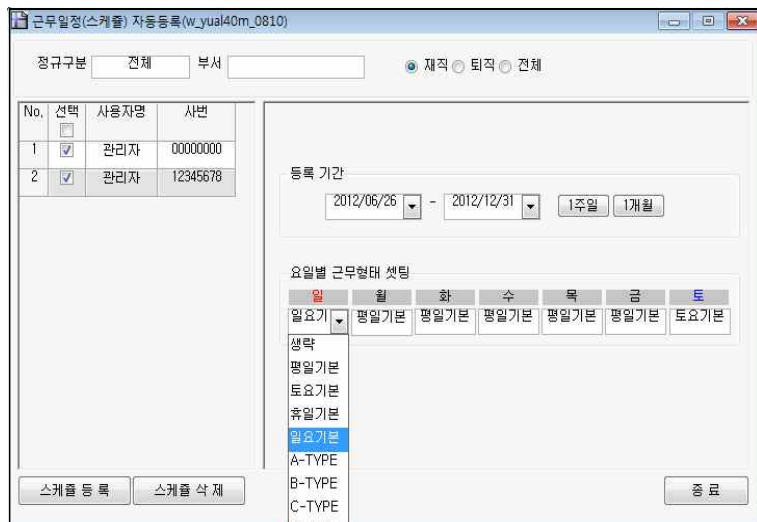 근무일정(스케쥴) 자동등록(w_yual40m_0810)
정규구분 전체 부서 재직 퇴직 전체
No. 선택 사용자명 사번
1 관리자 00000000
2 관리자 12345678
등록 기간
2012/06/26 - 2012/12/31 1주일 1개월
요일별 근무형태 셋팅
일 월 화 수 목 금 토
일요기 평일기본 평일기본 평일기본 평일기본 평일기본 토요기본
생략
평일기본
토요기본
휴일기본
일요기본
A-TYPE
B-TYPE
C-TYPE
스케쥴 등 록 스케쥴 삭 제 종 료